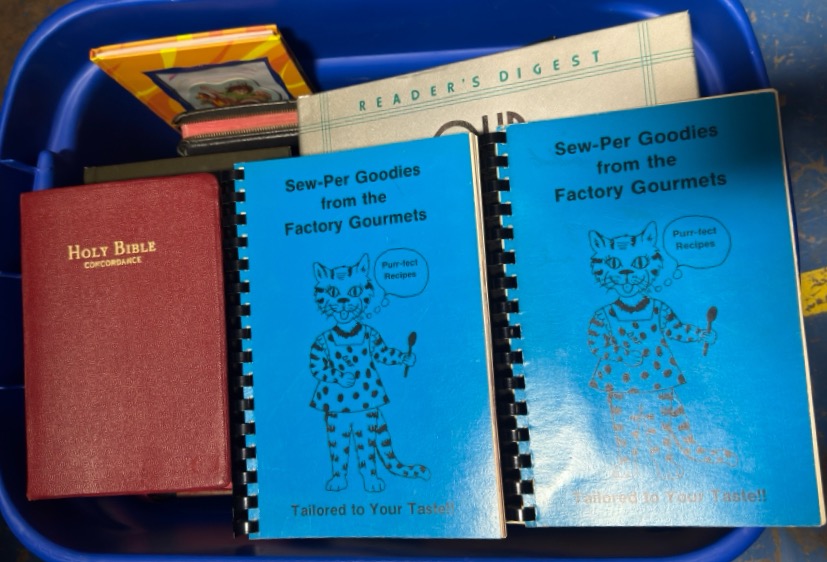 READER'S DIGEST
OUR
HOLY BIBLE
CONCORDANCE
Sew-Per Goodies
from the
Factory Gourmets
Purr-fect
Recipes
Tailored to Your Taste!!
Sew-Per Goodies
from the
Factory Gourmets
Purr-fect
Recipes
Tailored to Your Taste!!